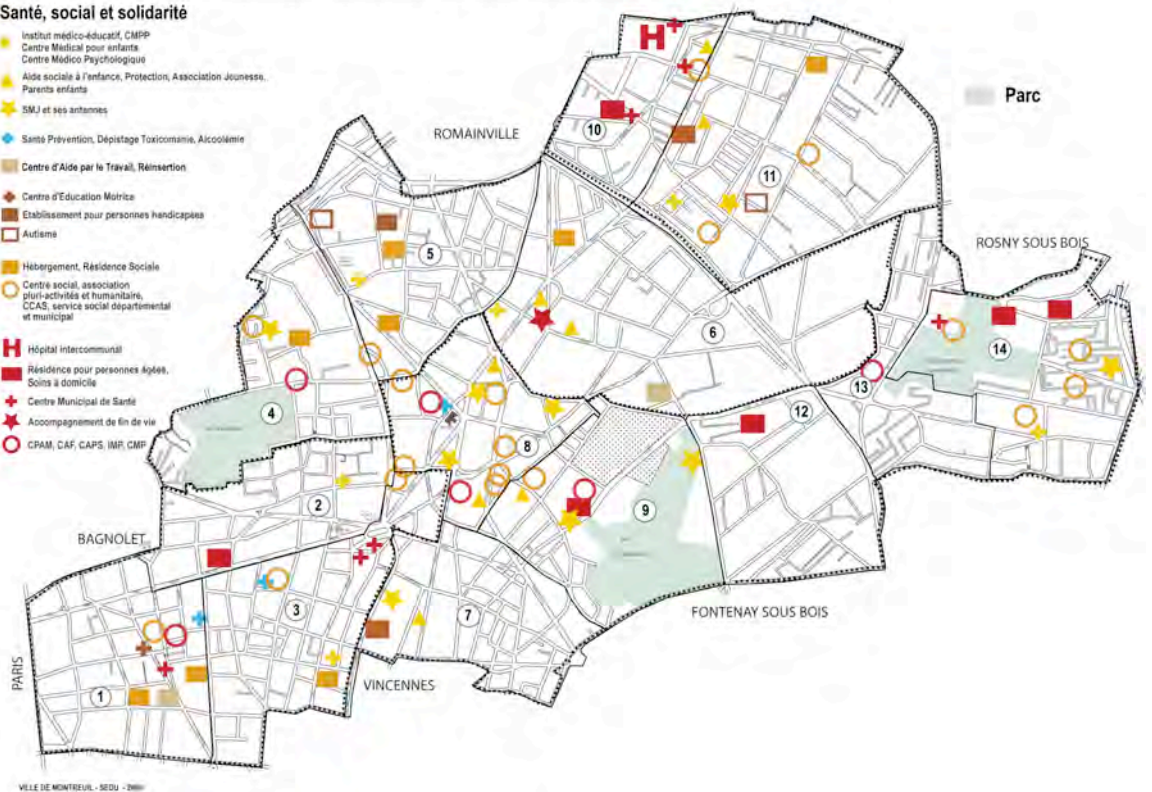 Santé, social et solidarité
Institut médico-éducatif, CMPP
Centre Médical pour enfants
Centre Médico Psychologique
Aide sociale à l'enfance, Protection, Association Jeunesse,
Parents enfants
SMJ et ses antennes
Santé Prévention, Dépistage Toxicomanie, Alcoolémie
Centre d'Aide par le Travail, Réinsertion
Centre d'Education Motrice
Etablissement pour personnes handicapées
Autisme
Hébergement, Résidence Sociale
Centre social, association
pluri-activités et humanitaire,
CCAS, service social départemental
et municipal
H
Hôpital intercommunal
Résidence pour personnes âgées,
Soins à domicile
Centre Municipal de Santé
Accompagnement de fin de vie
CPAM, CAF, CAPS, IMP, CMP
Parc
H
ROMAINVILLE
10
11
5
ROSNY SOUS BOIS
6
14
13
4
12
8
2
9
BAGNOLET
3
7
FONTENAY SOUS BOIS
PARIS
VINCENNES
1
VILLE DE MONTREUIL - SEDU -